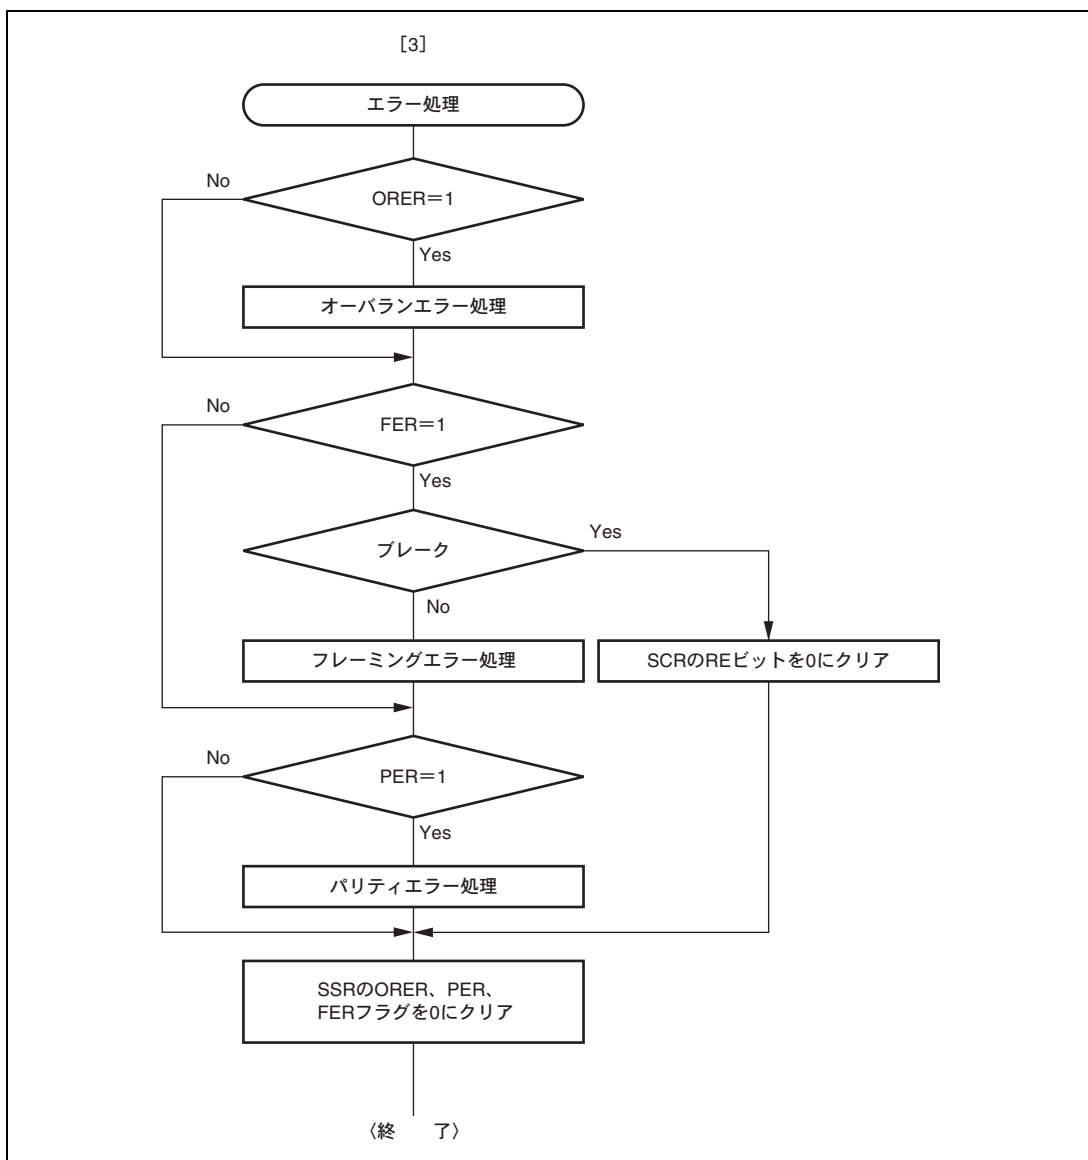 ［3］
エラー処理
No
ORER＝1
Yes
オーバランエラー処理
No
FER＝1
Yes
ブレーク
Yes
No
フレーミングエラー処理
SCRのREビットを0にクリア
No
PER＝1
Yes
パリティエラー処理
SSRのORER、PER、
FERフラグを0にクリア
〈終　　了〉